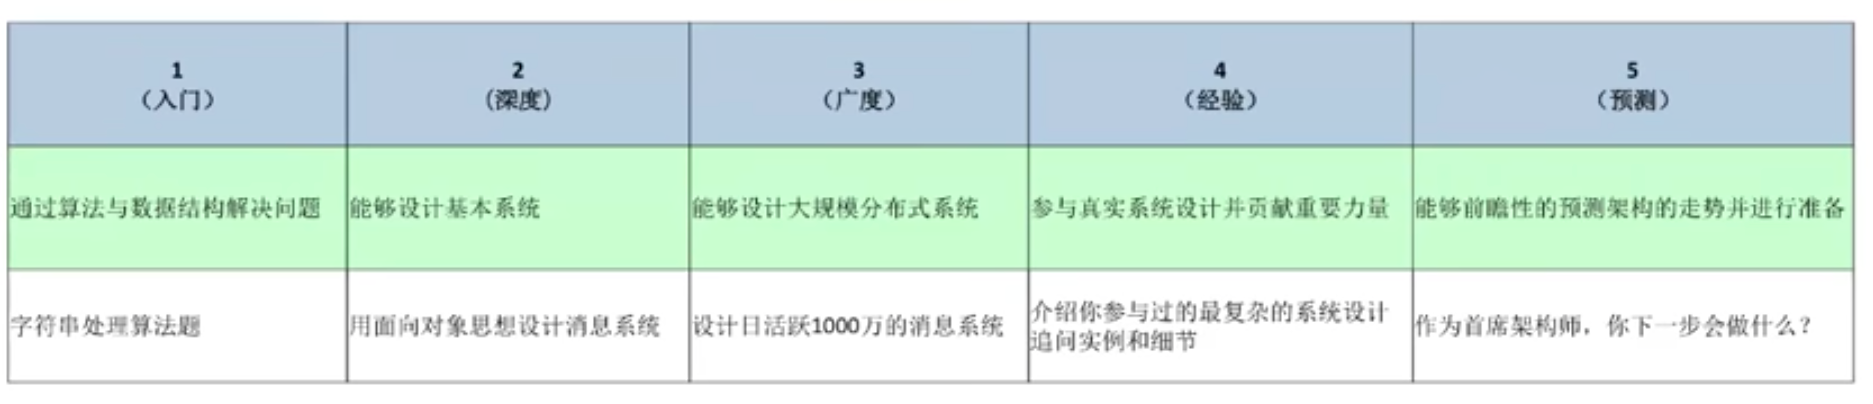 1
（入门）
2
(深度)
3
（广度）
4
（经验）
5
（预测）
通过算法与数据结构解决问题
能够设计基本系统
能够设计大规模分布式系统
参与真实系统设计并贡献重要力量
能够前瞻性的预测架构的走势并进行准备
字符串处理算法题
用面向对象思想设计消息系统
设计日活跃1000万的消息系统
介绍你参与过的最复杂的系统设计
追问实例和细节
作为首席架构师，你下一步会做什么？